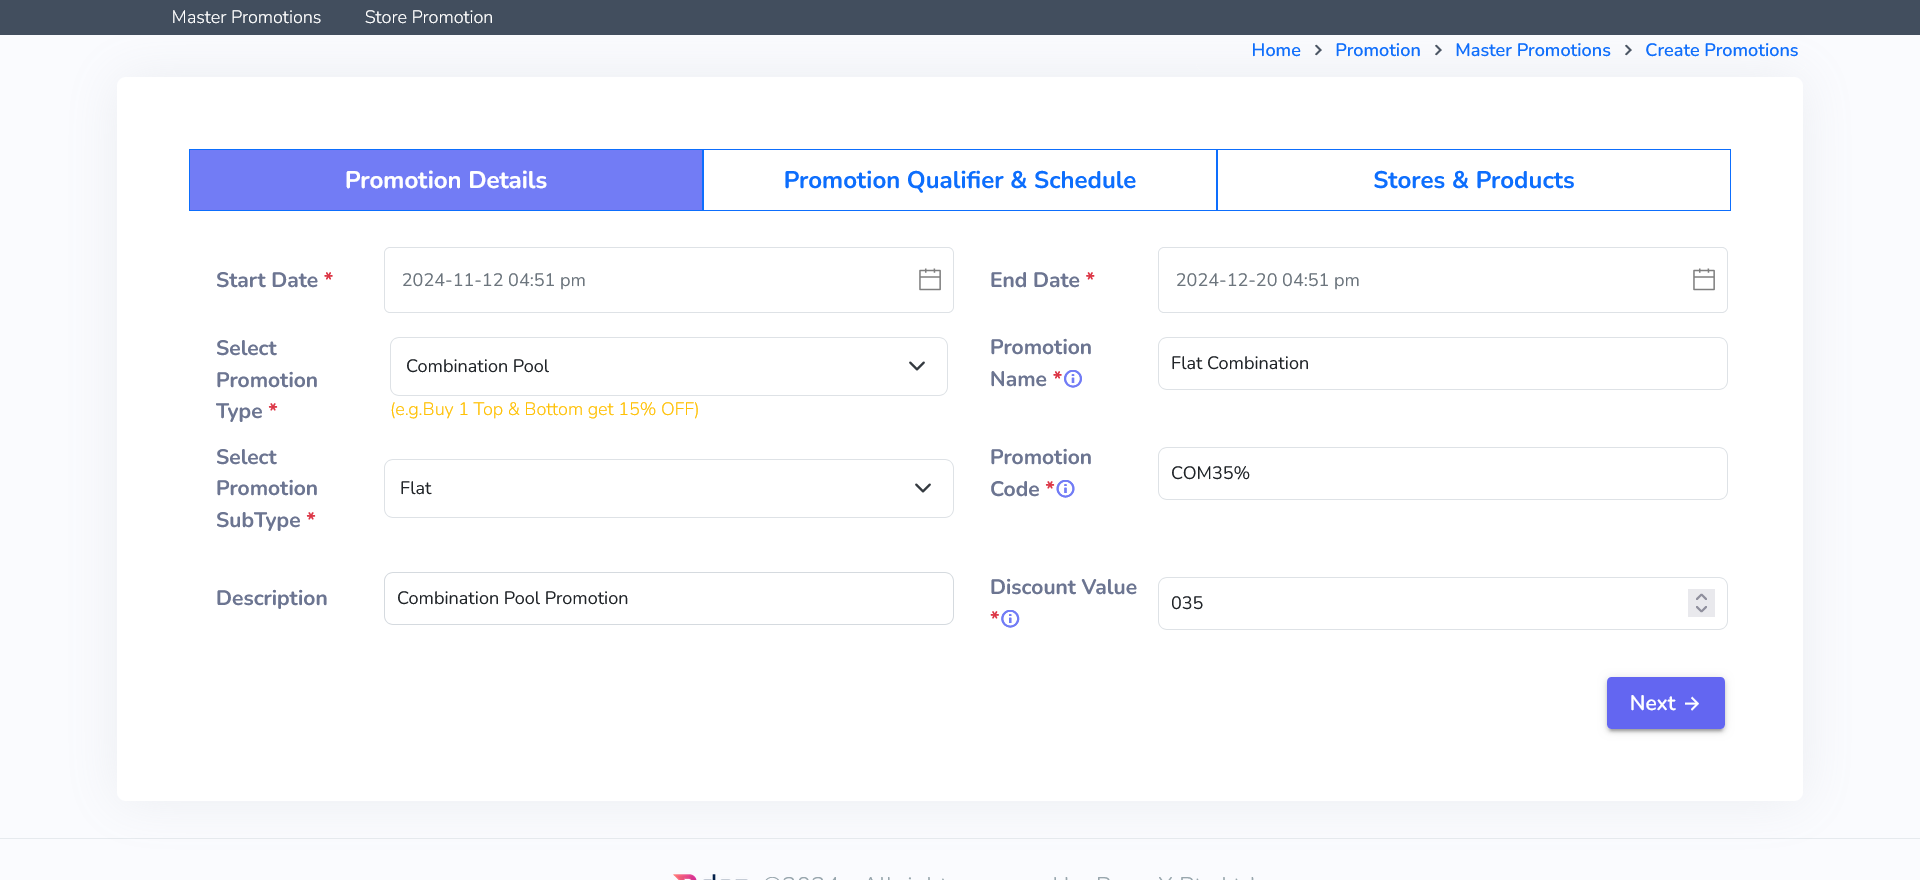 Master Promotions Store Promotion
Home > Promotion > Master Promotions > Create Promotions
Promotion Details Promotion Qualifier & Schedule Stores & Products
Start Date * 2024-11-12 04:51 pm End Date * 2024-12-20 04:51 pm
Select Promotion Type * Combination Pool
(e.g.Buy 1 Top & Bottom get 15% OFF)
Promotion Name * Flat Combination
Select Promotion SubType * Flat
Promotion Code * COM35%
Description Combination Pool Promotion
Discount Value * 035
Next →